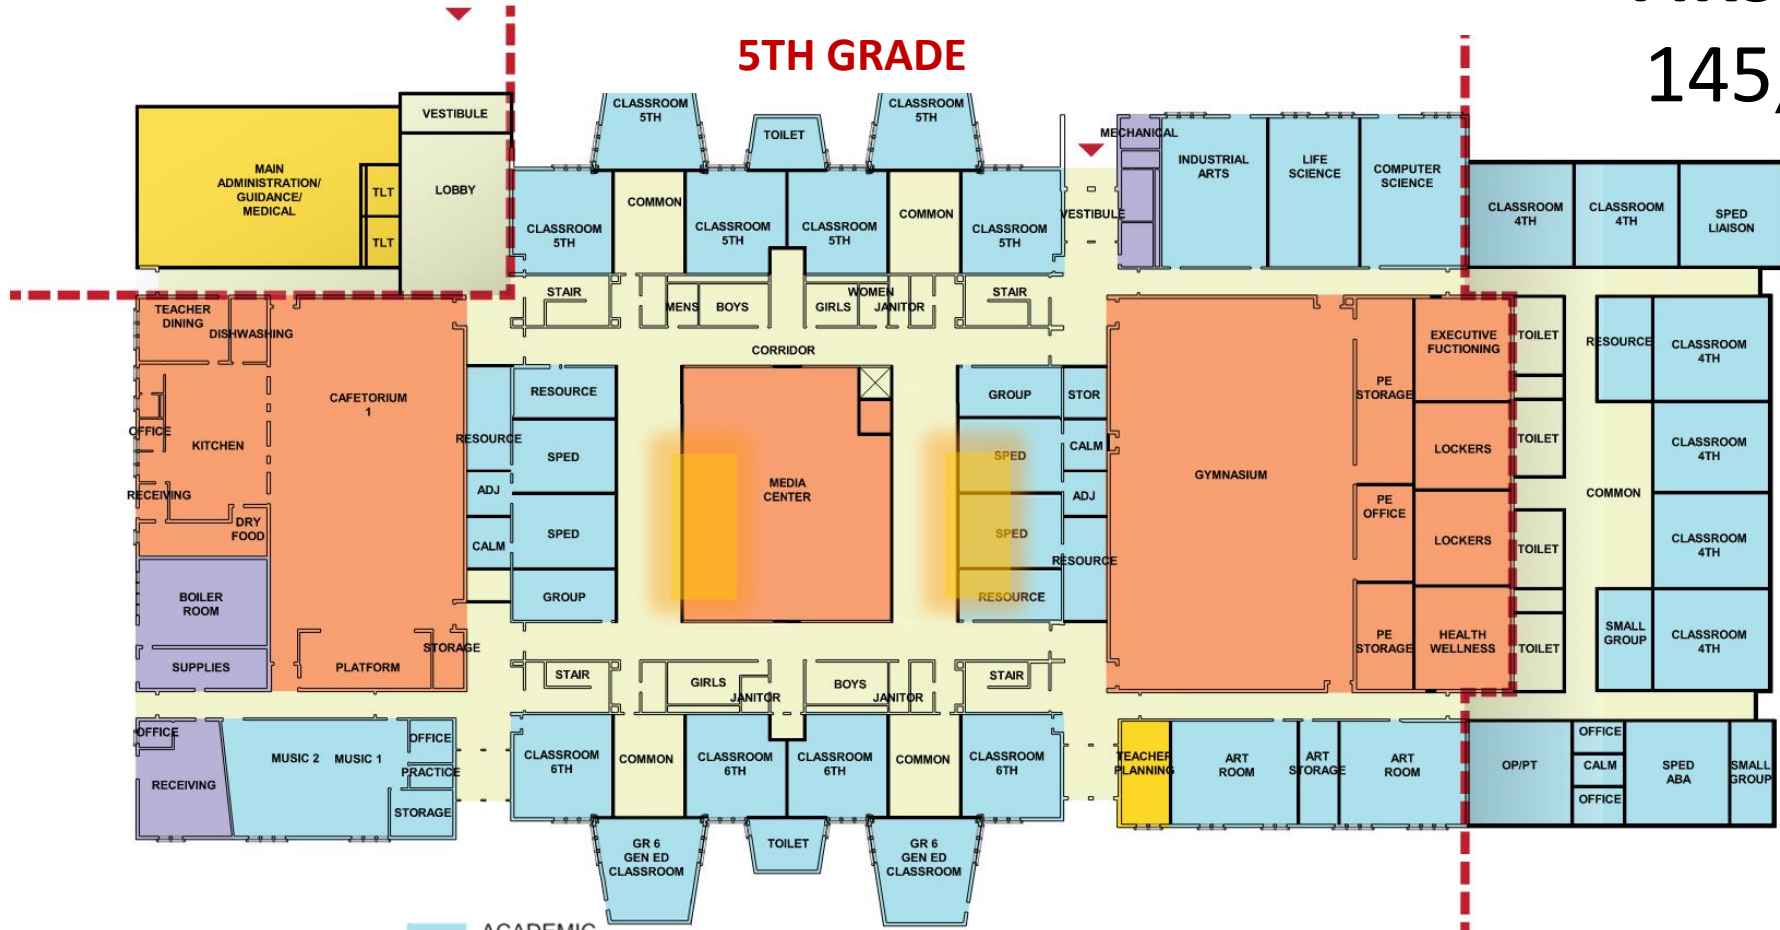 5TH GRADE
145,
VESTIBULE
CLASSROOM
5TH
TOILET
CLASSROOM
5TH
MECHANICAL
INDUSTRIAL
ARTS
LIFE
SCIENCE
COMPUTER
SCIENCE
MAIN
ADMINISTRATION/
GUIDANCE/
MEDICAL
TLT
TLT
LOBBY
CLASSROOM
5TH
COMMON
CLASSROOM
5TH
CLASSROOM
5TH
COMMON
CLASSROOM
5TH
VESTIBULE
CLASSROOM
4TH
CLASSROOM
4TH
SPED
LIAISON
STAIR
MENS
BOYS
GIRLS
WOMEN
JANITOR
STAIR
TEACHER
DINING
DISHWASHING
CORRIDOR
CAFETORIUM
1
OFFICE
KITCHEN
RECEIVING
DRY
FOOD
BOILER
ROOM
SUPPLIES
PLATFORM
STORAGE
RESOURCE
ADJ
CALM
RESOURCE
SPED
SPED
GROUP
MEDIA
CENTER
GROUP
SPED
SPED
RESOURCE
STOR
CALM
ADJ
RESOURCE
GYMNASIUM
PE
STORAGE
PE
OFFICE
PE
STORAGE
EXECUTIVE
FUCTIONING
LOCKERS
LOCKERS
HEALTH
WELLNESS
TOILET
TOILET
TOILET
TOILET
RESOURCE
CLASSROOM
4TH
CLASSROOM
4TH
COMMON
CLASSROOM
4TH
SMALL
GROUP
CLASSROOM
4TH
STAIR
GIRLS
JANITOR
BOYS
JANITOR
STAIR
OFFICE
RECEIVING
MUSIC 2
MUSIC 1
OFFICE
PRACTICE
STORAGE
CLASSROOM
6TH
COMMON
CLASSROOM
6TH
CLASSROOM
6TH
COMMON
CLASSROOM
6TH
TEACHER
PLANNING
ART
ROOM
ART
STORAGE
ART
ROOM
OP/PT
OFFICE
CALM
OFFICE
SPED
ABA
SMALL
GROUP
GR 6
GEN ED
CLASSROOM
TOILET
GR 6
GEN ED
CLASSROOM
ACADEMIC